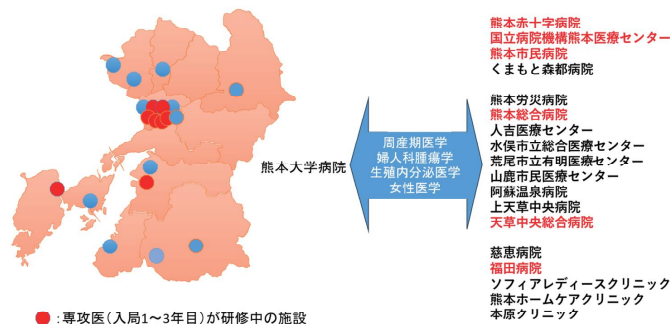 熊本赤十字病院
国立病院機構熊本医療センター
熊本市民病院
くまもと森都病院
熊本労災病院
熊本総合病院
人吉医療センター
水俣市立総合医療センター
荒尾市立有明医療センター
山鹿市民医療センター
阿蘇温泉病院
上天草中央病院
天草中央総合病院
慈恵病院
福田病院
ソフィアレディースクリニック
熊本ホームケアクリニック
本原クリニック
熊本大学病院
周産期医学
婦人科腫瘍学
生殖内分泌医学
女性医学
:専攻医(入局1~3年目)が研修中の施設